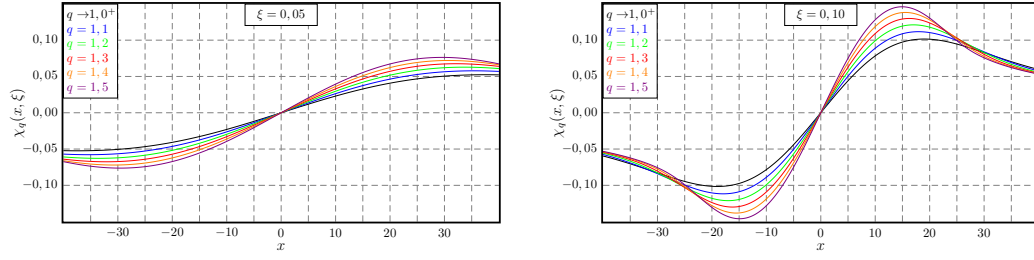 q →1, 0⁺
q = 1, 1
q = 1, 2
q = 1, 3
q = 1, 4
q = 1, 5
ξ = 0, 05
0,10
0,05
0,00
−0,05
−0,10
χq(x, ξ)
−30 −20 −10 0 10 20 30
x
q →1, 0⁺
q = 1, 1
q = 1, 2
q = 1, 3
q = 1, 4
q = 1, 5
ξ = 0, 10
0,10
0,05
0,00
−0,05
−0,10
χq(x, ξ)
−30 −20 −10 0 10 20 30
x